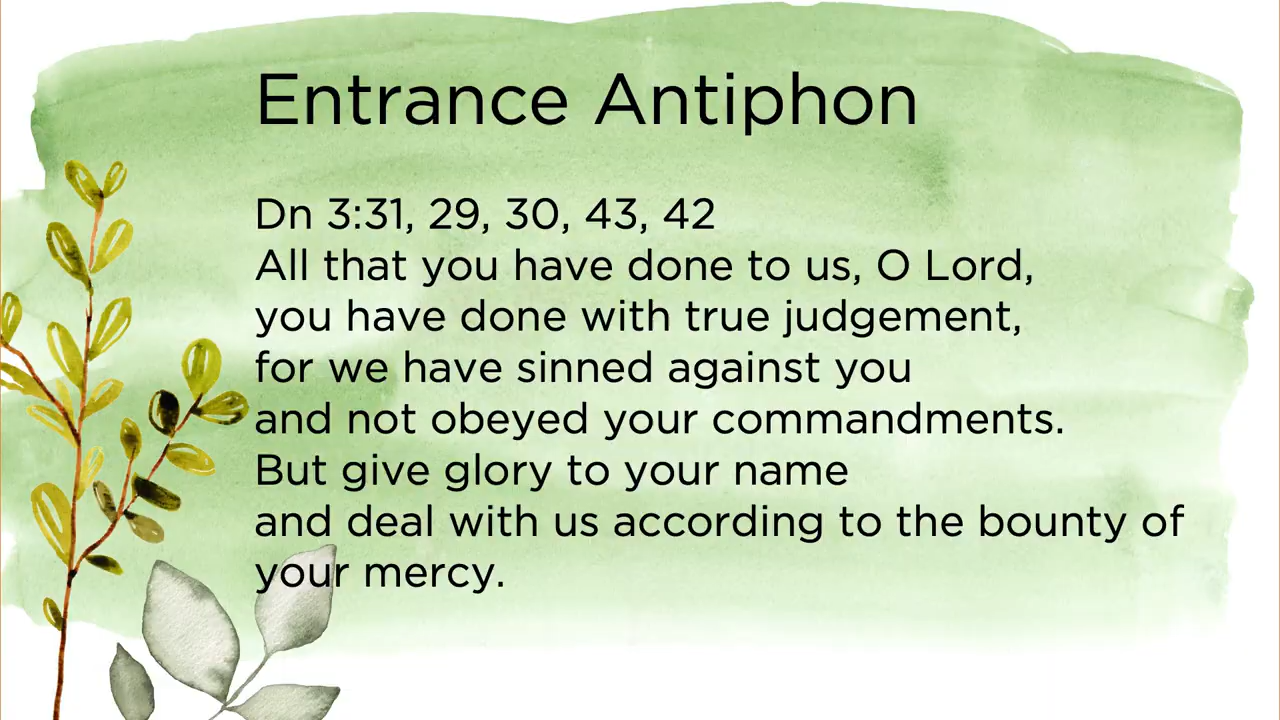 Entrance Antiphon
Dn 3:31, 29, 30, 43, 42
All that you have done to us, O Lord,
you have done with true judgement,
for we have sinned against you
and not obeyed your commandments.
But give glory to your name
and deal with us according to the bounty of
your mercy.